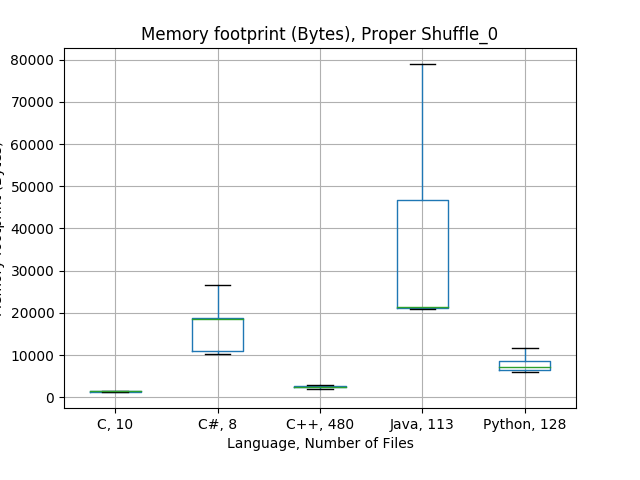 Memory footprint (Bytes), Proper Shuffle_0
80000
70000
60000
50000
40000
30000
20000
10000
0
C, 10
C#, 8
C++, 480
Java, 113
Python, 128
Language, Number of Files